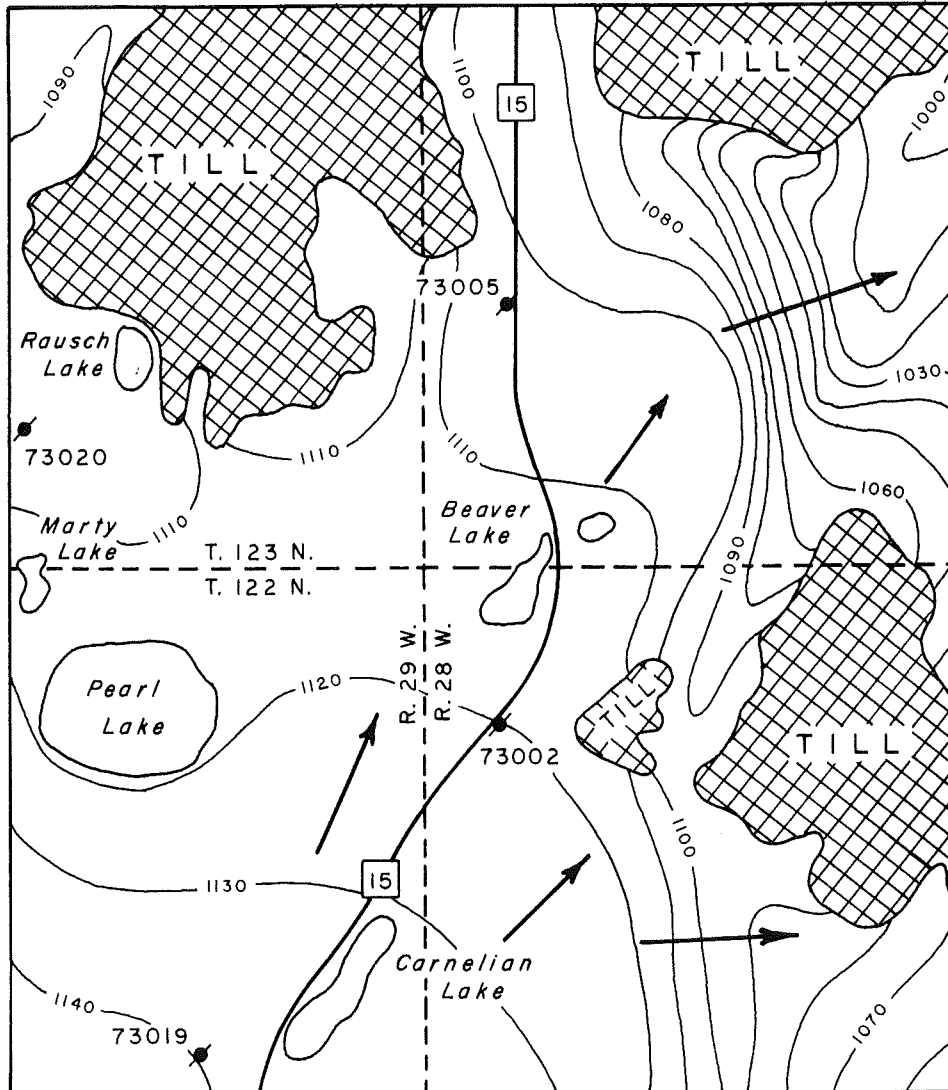 1090
TILL
1100
15
TILL
1000
1080
73005
Rausch
Lake
1030
73020
1110
1110
1110
Marty
Lake
Beaver
Lake
1060
1090
T. 123 N.
T. 122 N.
R. 29 W.
R. 28 W.
Pearl
Lake
1120
TILL
73002
TILL
1100
15
1130
Carnelian
Lake
1140
73019
1070